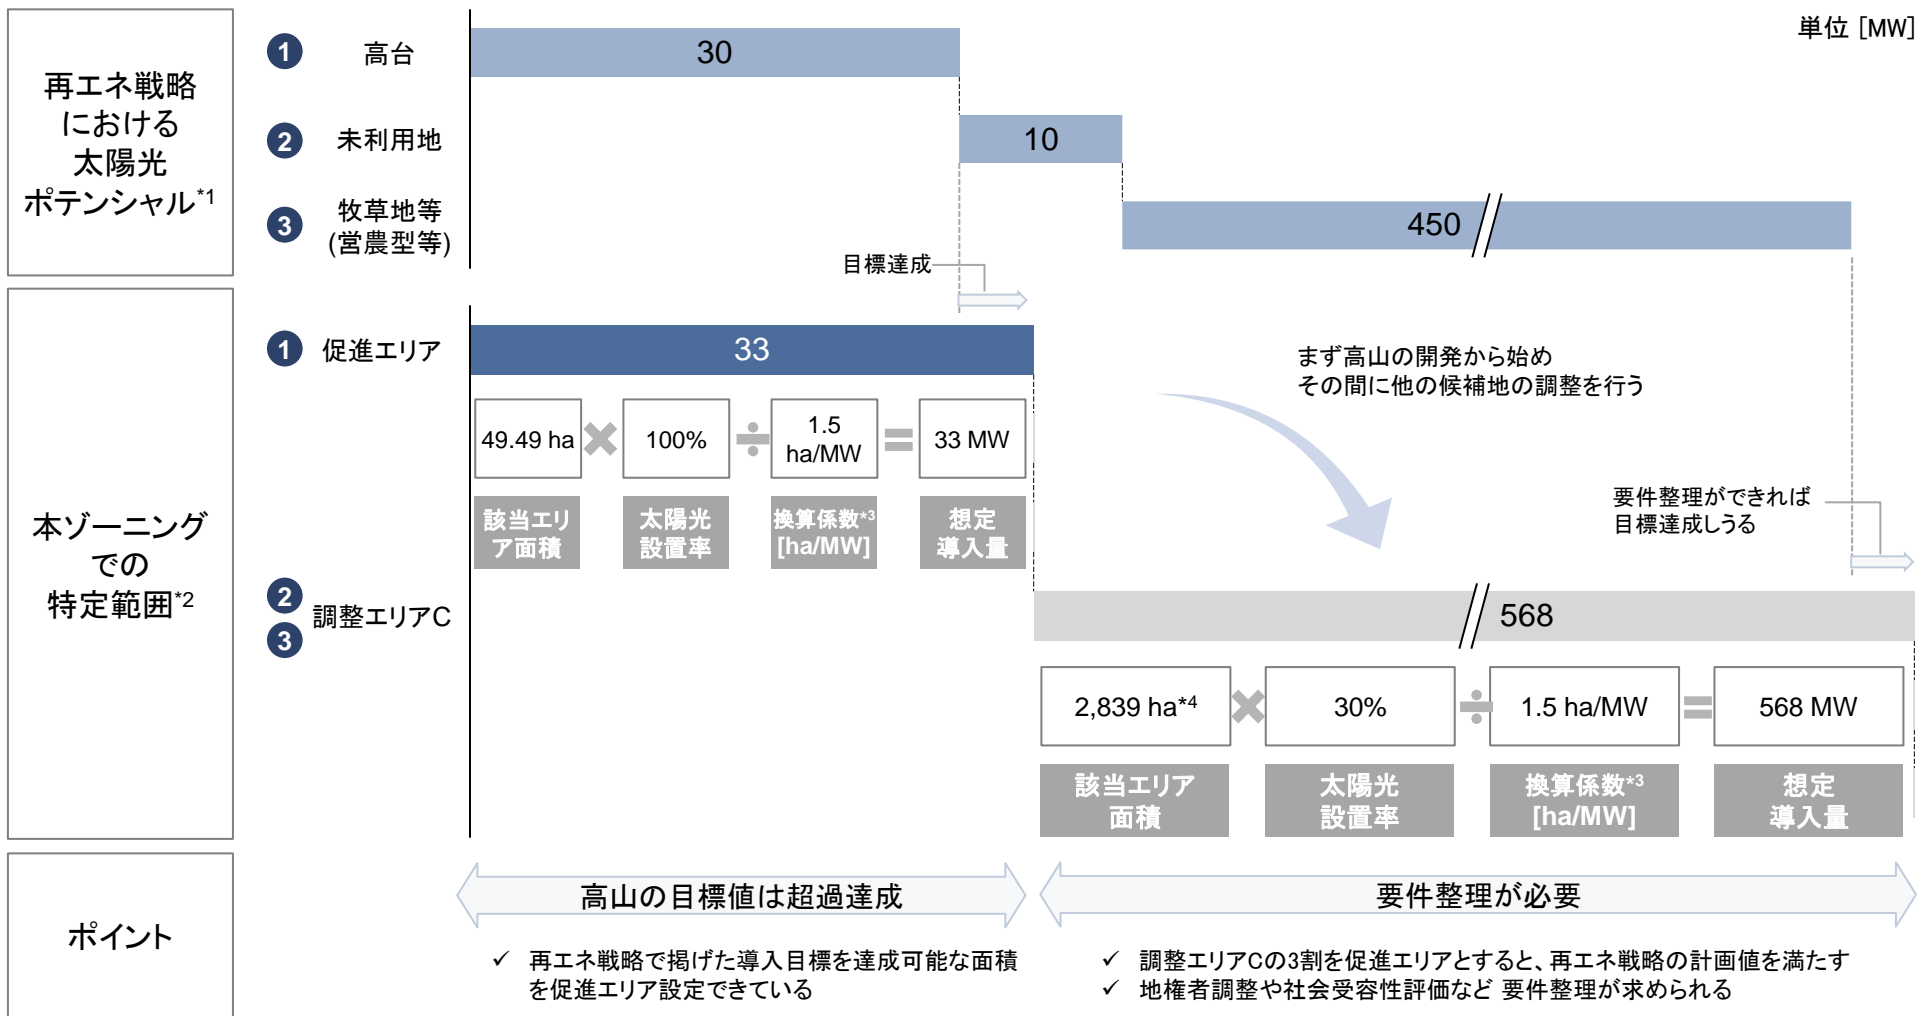 単位 [MW]
再エネ戦略
における
太陽光
ポテンシャル*1
1
高台
30
2
未利用地
10
3
牧草地等
(営農型等)
450
目標達成
本ゾーニング
での
特定範囲*2
1
促進エリア
33
まず高山の開発から始め
その間に他の候補地の調整を行う
49.49 ha
×
100%
÷
1.5
ha/MW
=
33 MW
該当エリ
ア面積
太陽光
設置率
換算係数*3
[ha/MW]
想定
導入量
要件整理ができれば
目標達成しうる
2
3
調整エリアC
568
2,839 ha*4
×
30%
÷
1.5 ha/MW
=
568 MW
該当エリア
面積
太陽光
設置率
換算係数*3
[ha/MW]
想定
導入量
ポイント
高山の目標値は超過達成
要件整理が必要
✓ 再エネ戦略で掲げた導入目標を達成可能な面積
を促進エリア設定できている
✓ 調整エリアCの3割を促進エリアとすると、再エネ戦略の計画値を満たす
✓ 地権者調整や社会受容性評価など 要件整理が求められる